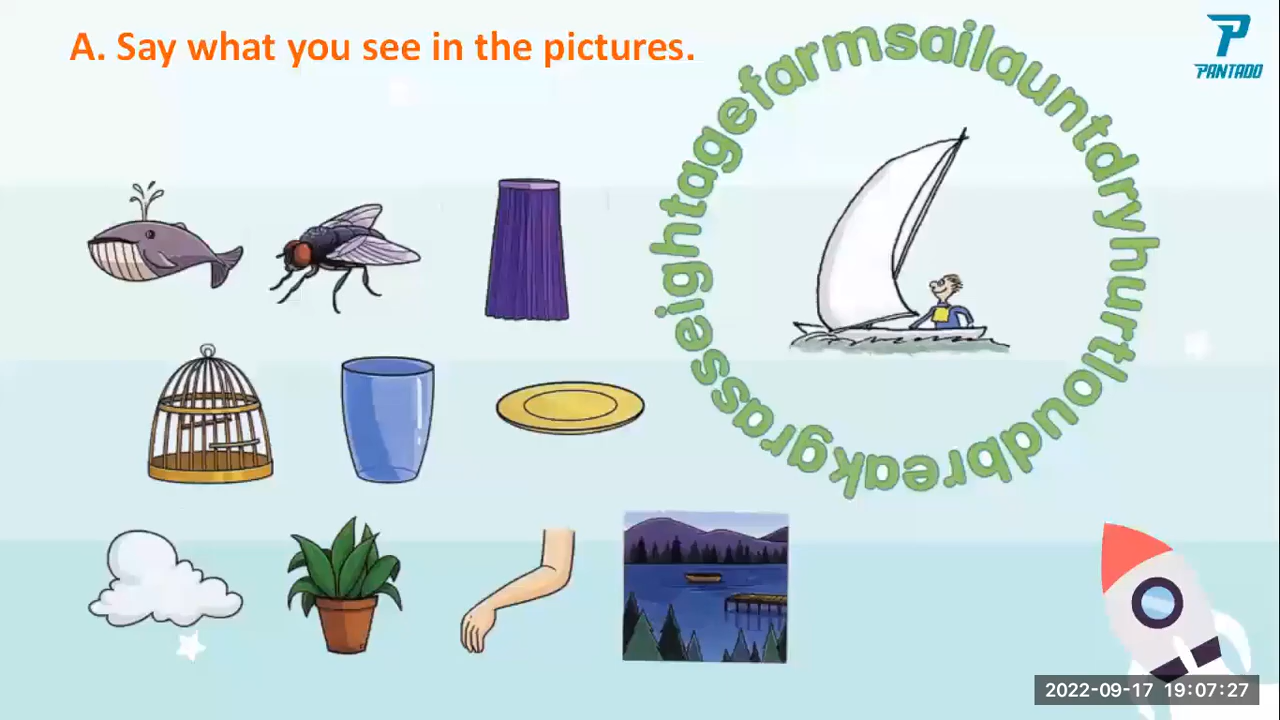 A. Say what you see in the pictures.
P
PANTADO
farmsailauntdryhurtloudbreakgrasseightage
2022-09-17 19:07:27